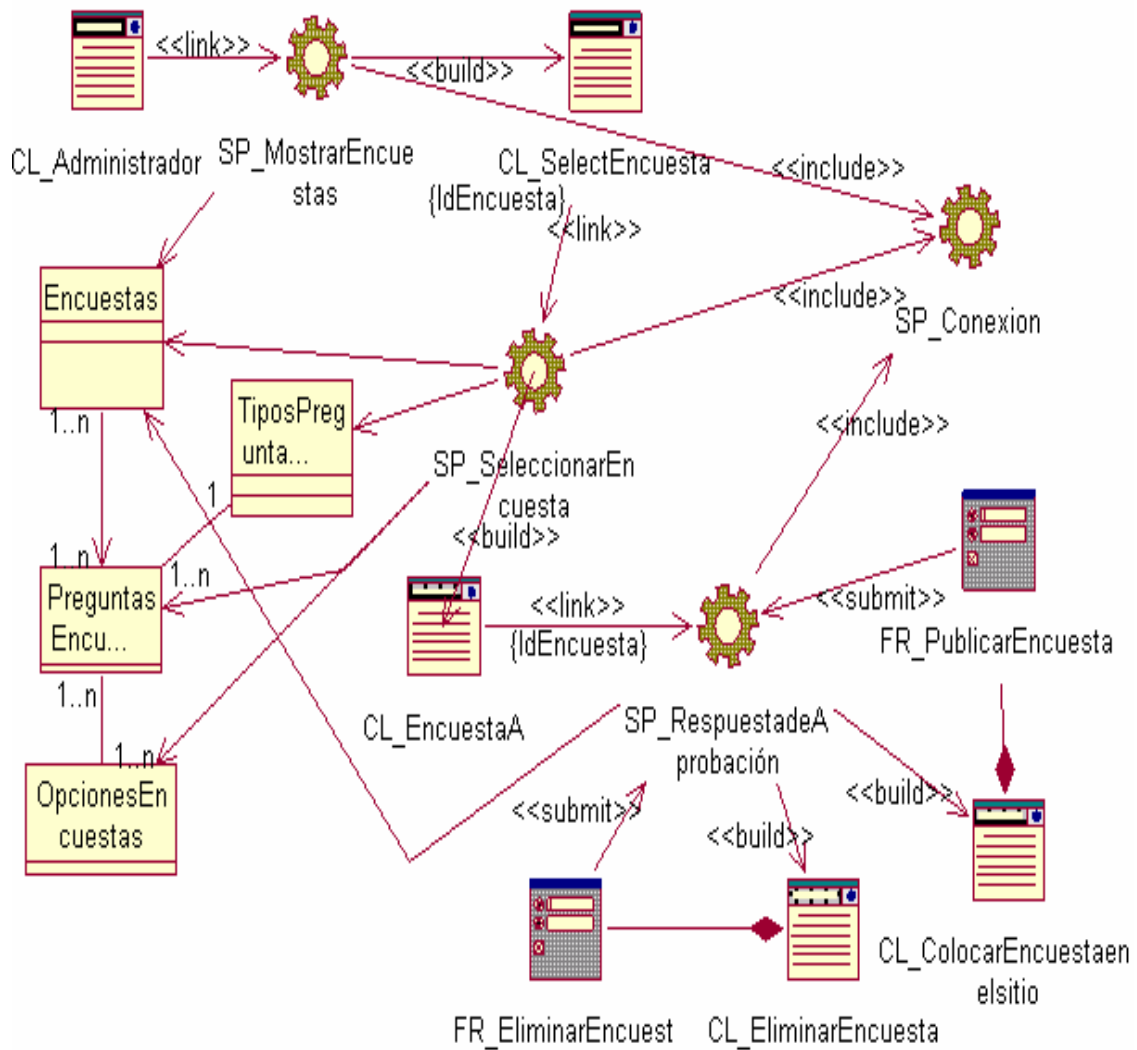 <<link>>
<<build>>
CL_Administrador
SP_MostrarEncue
stas
CL_SelectEncuesta
{IdEncuesta}
<<link>>
<<include>>
<<include>>
SP_Conexion
Encuestas
1..n
TiposPreg
unta...
1
SP_SeleccionarEn
cuesta
<<build>>
<<include>>
1..n
1..n
Preguntas
Encu...
<<link>>
{IdEncuesta}
<<submit>>
FR_PublicarEncuesta
1..n
CL_EncuestaA
SP_RespuestadeA
probación
1..n
OpcionesEn
cuestas
<<submit>>
<<build>>
<<build>>
CL_ColocarEncuestaen
elsitio
FR_EliminarEncuest
CL_EliminarEncuesta